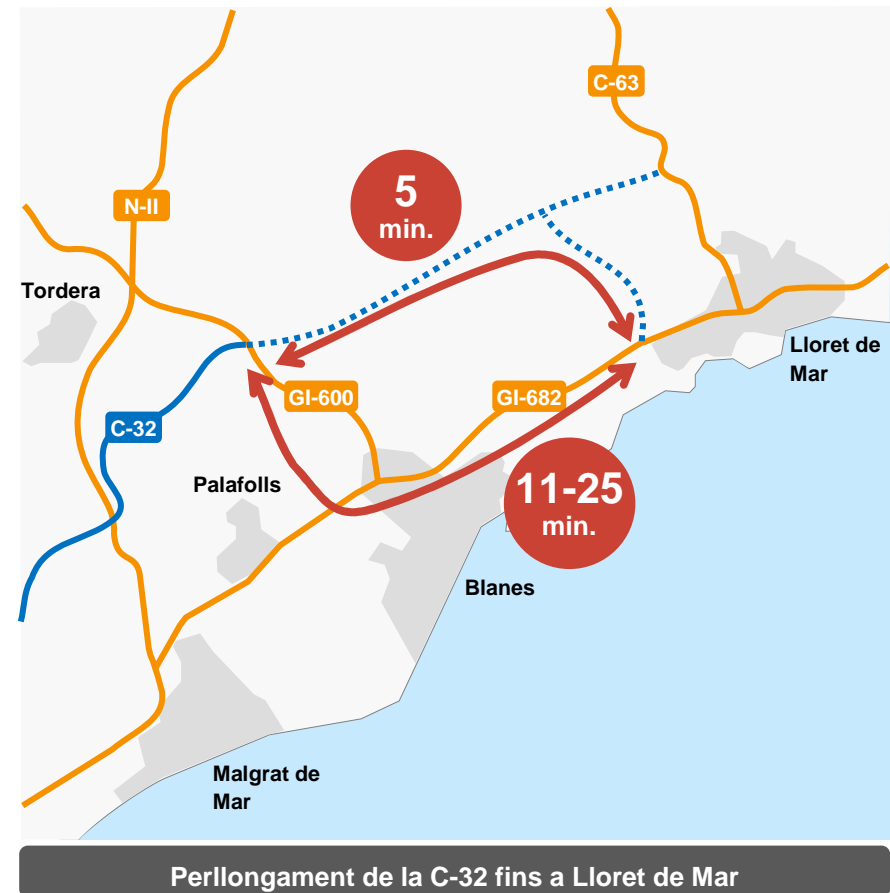 C-63
5
min.
N-II
Tordera
Lloret de
Mar
GI-600
GI-682
C-32
Palafolls
11-25
min.
Blanes
Malgrat de
Mar
Perllongament de la C-32 fins a Lloret de Mar